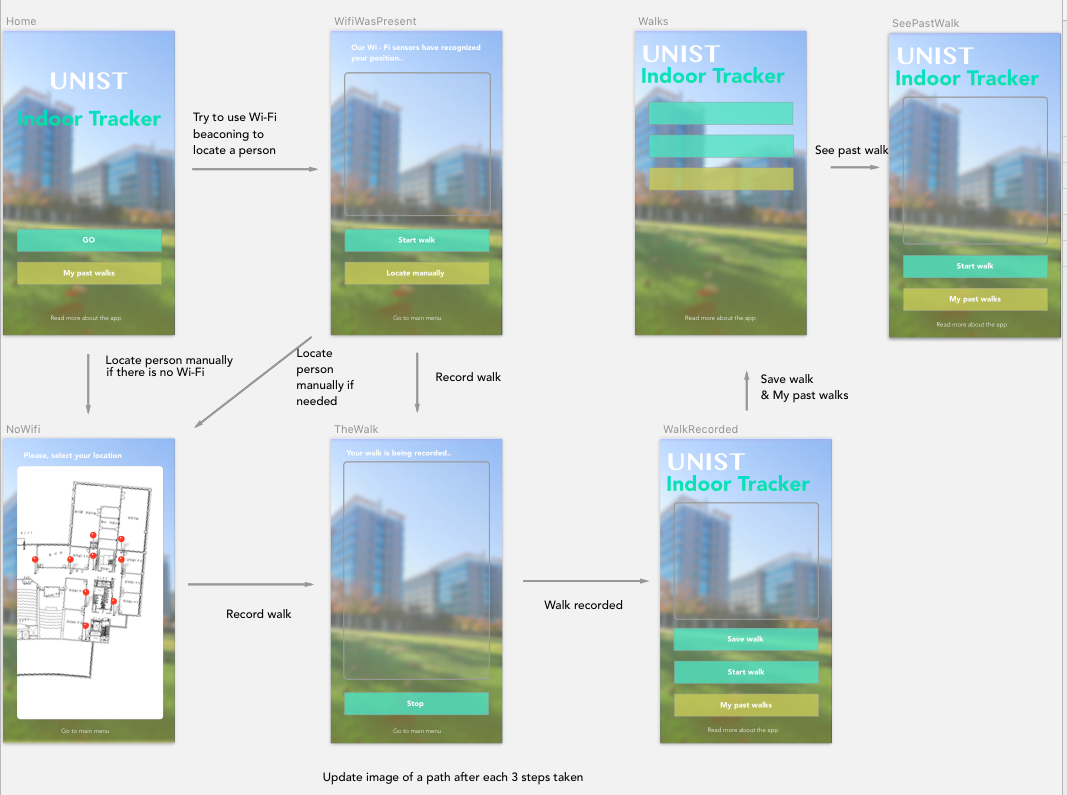 Home
UNIST
Indoor Tracker
GO
My past walks
Read more about the app
Try to use Wi-Fi
beaconing to
locate a person
WifiWasPresent
Our Wi - Fi sensors have recognized
your position..
Start walk
Locate manually
Go to main menu
Walks
UNIST
Indoor Tracker
Read more about the app
See past walk
SeePastWalk
UNIST
Indoor Tracker
Start walk
My past walks
Read more about the app
Locate person manually
if there is no Wi-Fi
Locate
person
manually if
needed
Record walk
Save walk
& My past walks
NoWifi
Please, select your location
Go to main menu
Record walk
TheWalk
Your walk is being recorded..
Stop
Go to main menu
Walk recorded
WalkRecorded
UNIST
Indoor Tracker
Save walk
Start walk
My past walks
Read more about the app
Update image of a path after each 3 steps taken